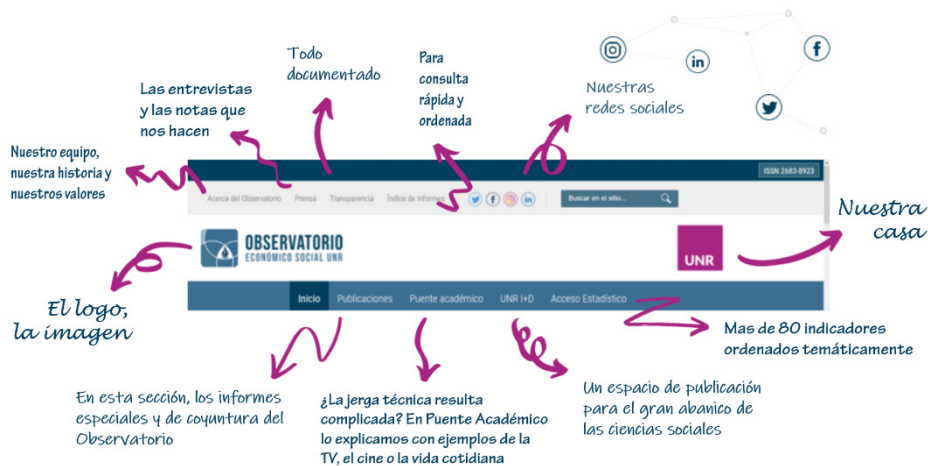 Todo
documentado
Para
consulta
rápida y
ordenada
Nuestras
redes sociales
Las entrevistas
y las notas que
nos hacen
Nuestro equipo,
nuestra historia y
nuestros valores
ISSN 2683-8923
Acerca del Observatorio Prensa Transparencia Índice de Informes Buscar en el sitio...
Nuestra
casa
OBSERVATORIO
ECONÓMICO SOCIAL UNR
UNR
El logo,
la imagen
Inicio Publicaciones Puente académico UNR I+D Acceso Estadístico
Mas de 80 indicadores
ordenados temáticamente
En esta sección, los informes
especiales y de coyuntura del
Observatorio
¿La jerga técnica resulta
complicada? En Puente Académico
lo explicamos con ejemplos de la
TV, el cine o la vida cotidiana
Un espacio de publicación
para el gran abanico de
las ciencias sociales